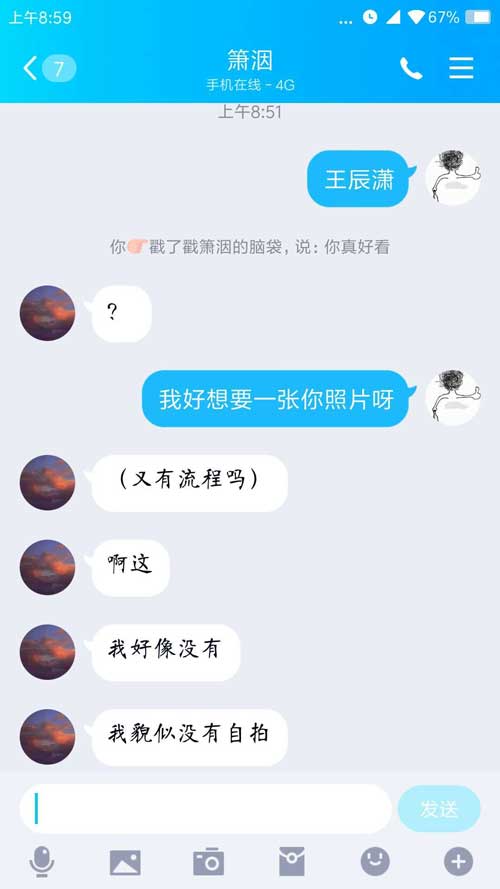 上午8:59
... 67%
7
箫洇
手机在线 - 4G
上午8:51
王辰潇
你戳了戳箫洇的脑袋，说：你真好看
？
我好想要一张你照片呀
（又有流程吗）
啊这
我好像没有
我貌似没有自拍
发送